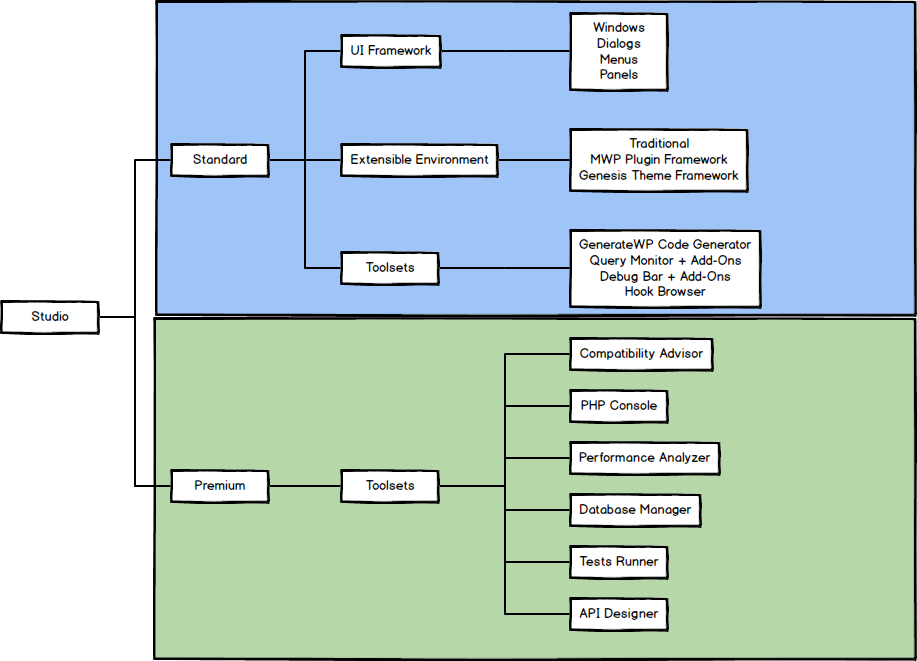 UI Framework
Windows
Dialogs
Menus
Panels
Standard
Extensible Environment
Traditional
MWP Plugin Framework
Genesis Theme Framework
Toolsets
GenerateWP Code Generator
Query Monitor + Add-Ons
Debug Bar + Add-Ons
Hook Browser
Studio
Compatibility Advisor
PHP Console
Performance Analyzer
Premium
Toolsets
Database Manager
Tests Runner
API Designer